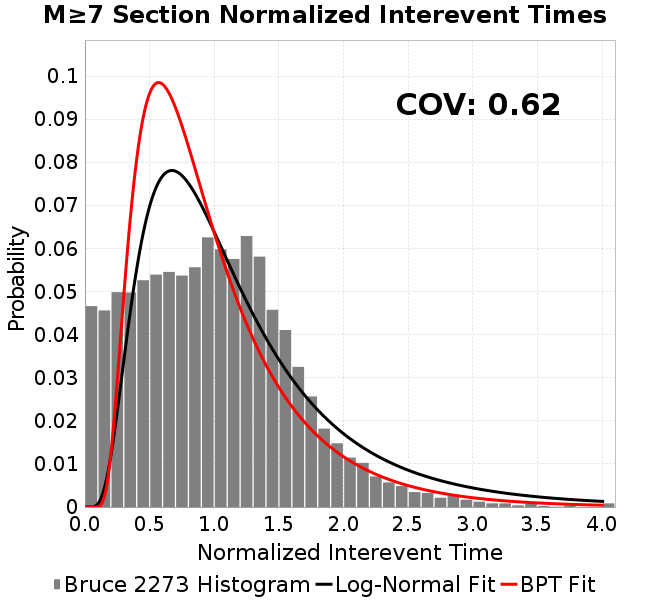 M≥7 Section Normalized Interevent Times
COV: 0.62
Probability
0.1
0.09
0.08
0.07
0.06
0.05
0.04
0.03
0.02
0.01
0
0.0 0.5 1.0 1.5 2.0 2.5 3.0 3.5 4.0
Normalized Interevent Time
Bruce 2273 Histogram Log-Normal Fit BPT Fit